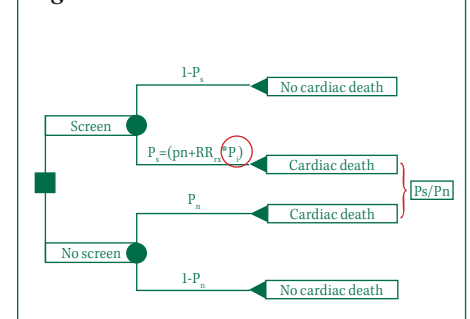 1-Pₛ
No cardiac death
Screen
Pₛ=(pn+RRᵣₓ*Pᵢ)
Cardiac death
Ps/Pn
Pₙ
Cardiac death
No screen
1-Pₙ
No cardiac death